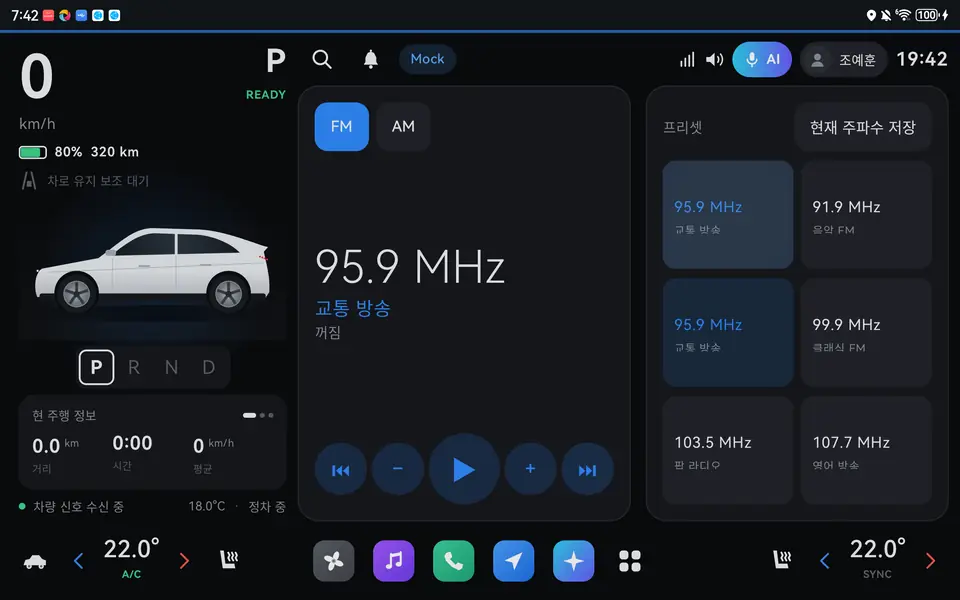 7:42
100
0
P
READY
km/h
80% 320 km
차로 유지 보조 대기
P R N D
현 주행 정보
0.0 km
거리
0:00
시간
0 km/h
평균
차량 신호 수신 중
18.0°C · 정차 중
Mock
AI
조예훈
19:42
FM
AM
95.9 MHz
교통 방송
꺼짐
프리셋
현재 주파수 저장
95.9 MHz
교통 방송
91.9 MHz
음악 FM
95.9 MHz
교통 방송
99.9 MHz
클래식 FM
103.5 MHz
팝 라디오
107.7 MHz
영어 방송
22.0°
A/C
22.0°
SYNC